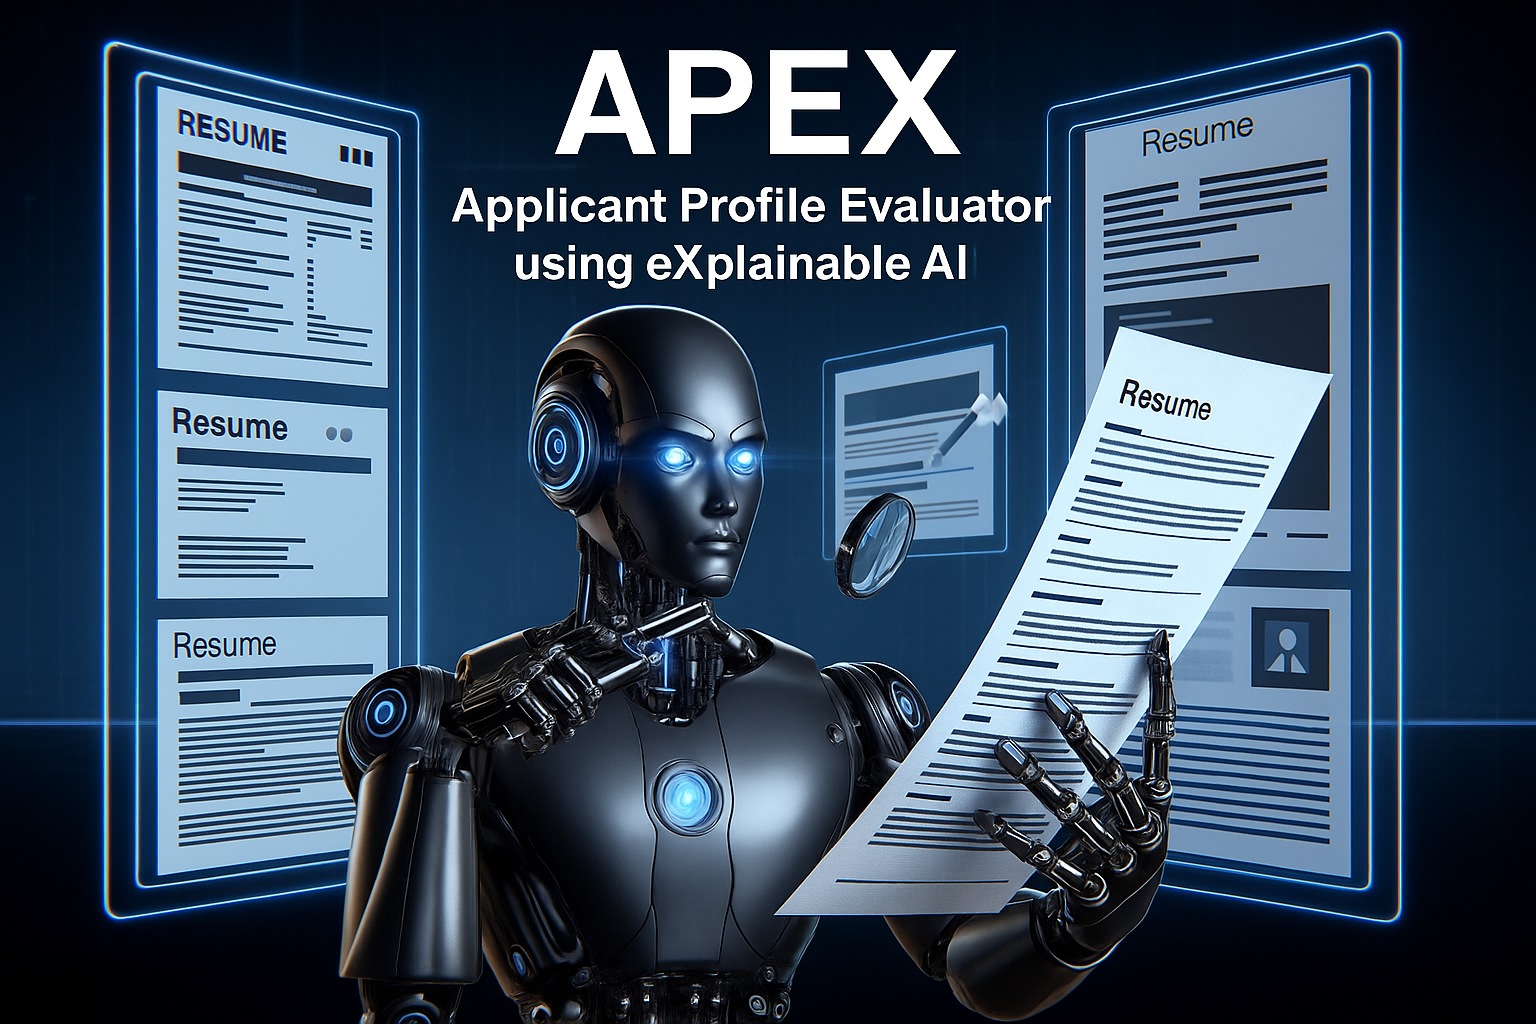 APEX
Applicant Profile Evaluator
using eXplainable AI
RESUME
Resume
Resume
Resume
Resume